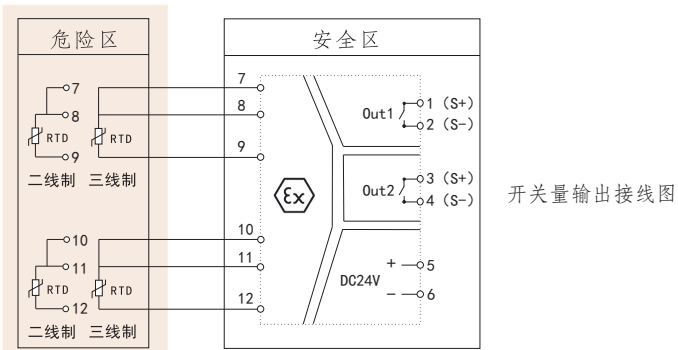 危险区
安全区
7
8
RTD
9
二线制
RTD
三线制
10
11
RTD
12
二线制
RTD
三线制
7
8
9
10
11
12
Ex
Out1
1 (S+)
2 (S-)
Out2
3 (S+)
4 (S-)
DC24V
+ 5
- 6
开关量输出接线图